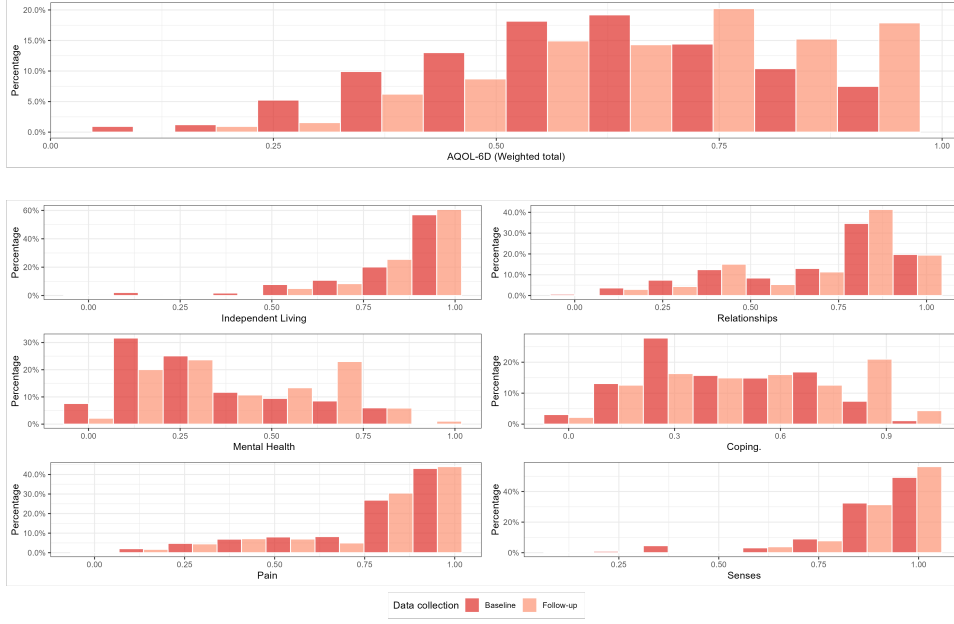 20.0%
15.0%
10.0%
5.0%
0.0%
Percentage
0.00 0.25 0.50 0.75 1.00
AQOL-6D (Weighted total)
60%
40%
20%
0%
Percentage
0.00 0.25 0.50 0.75 1.00
Independent Living
40.0%
30.0%
20.0%
10.0%
0.0%
Percentage
0.00 0.25 0.50 0.75 1.00
Relationships
30%
20%
10%
0%
Percentage
0.00 0.25 0.50 0.75 1.00
Mental Health
20%
10%
0%
Percentage
0.0 0.3 0.6 0.9
Coping.
40.0%
30.0%
20.0%
10.0%
0.0%
Percentage
0.00 0.25 0.50 0.75 1.00
Pain
40%
20%
0%
Percentage
0.25 0.50 0.75 1.00
Senses
Data collection Baseline Follow-up